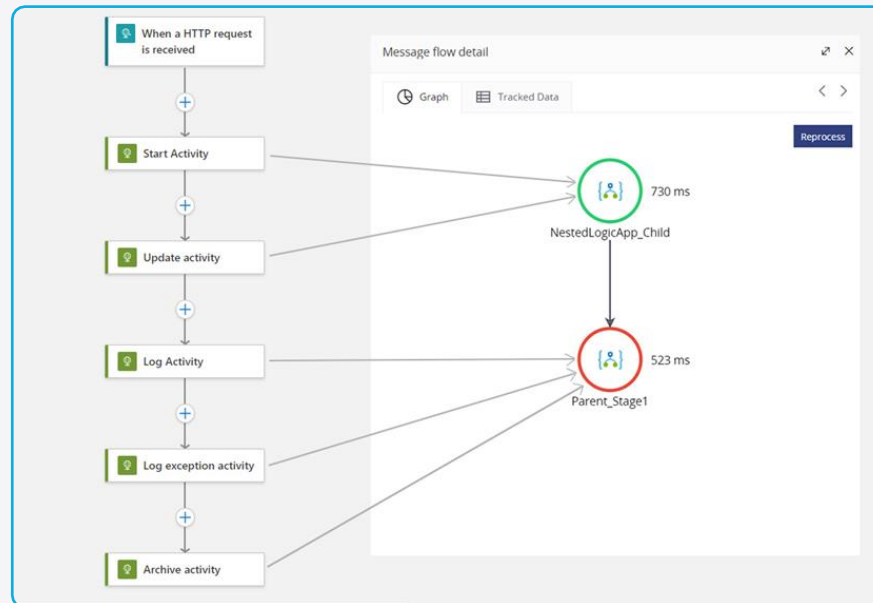 When a HTTP request
is received
Start Activity
Update activity
Log Activity
Log exception activity
Archive activity
Message flow detail
Graph
Tracked Data
Reprocess
730 ms
NestedLogicApp_Child
523 ms
Parent_Stage1